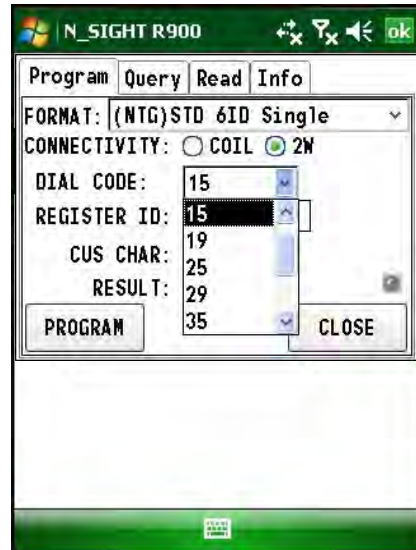 N_SIGHT R900 ok
Program Query Read Info
FORMAT: (NTG)STD 6ID Single
CONNECTIVITY: COIL 2W
DIAL CODE: 15
REGISTER ID: 15
19
CUS CHAR: 25
RESULT: 29
35
PROGRAM CLOSE